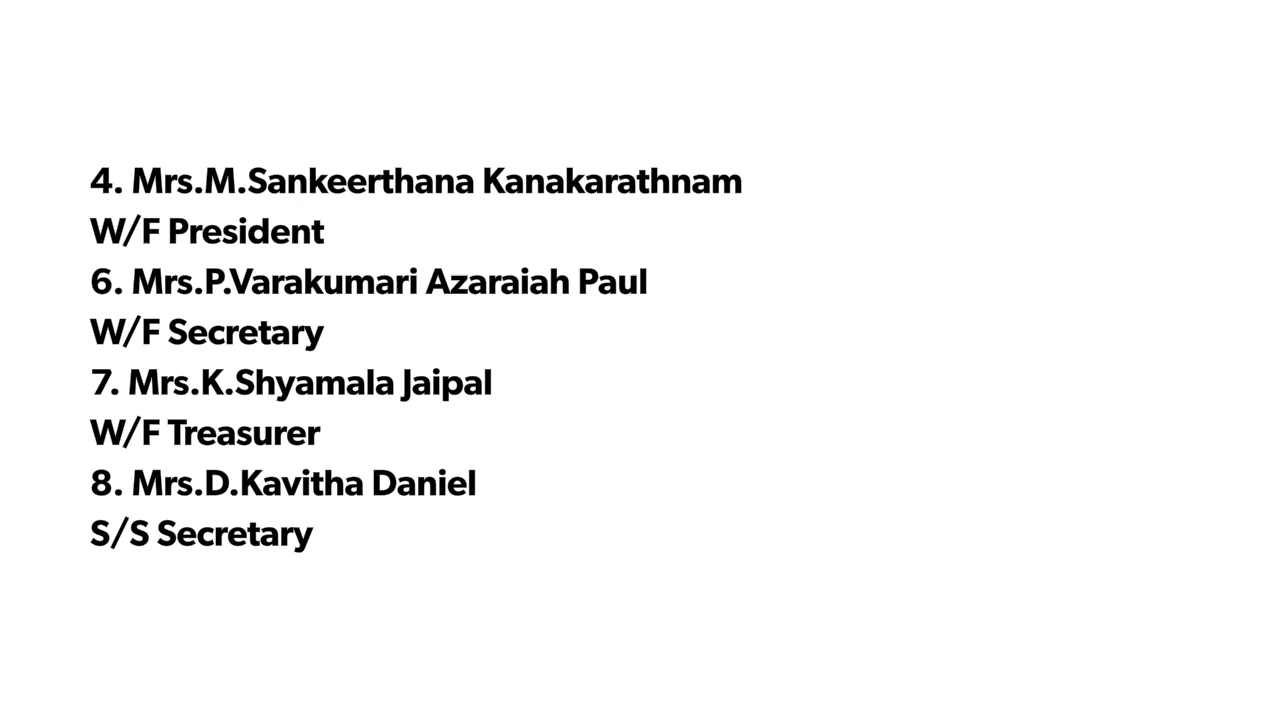 4. Mrs.M.Sankeerthana Kanakarathnam
W/F President
6. Mrs.P.Varakumari Azaraiah Paul
W/F Secretary
7. Mrs.K.Shyamala Jaipal
W/F Treasurer
8. Mrs.D.Kavitha Daniel
S/S Secretary